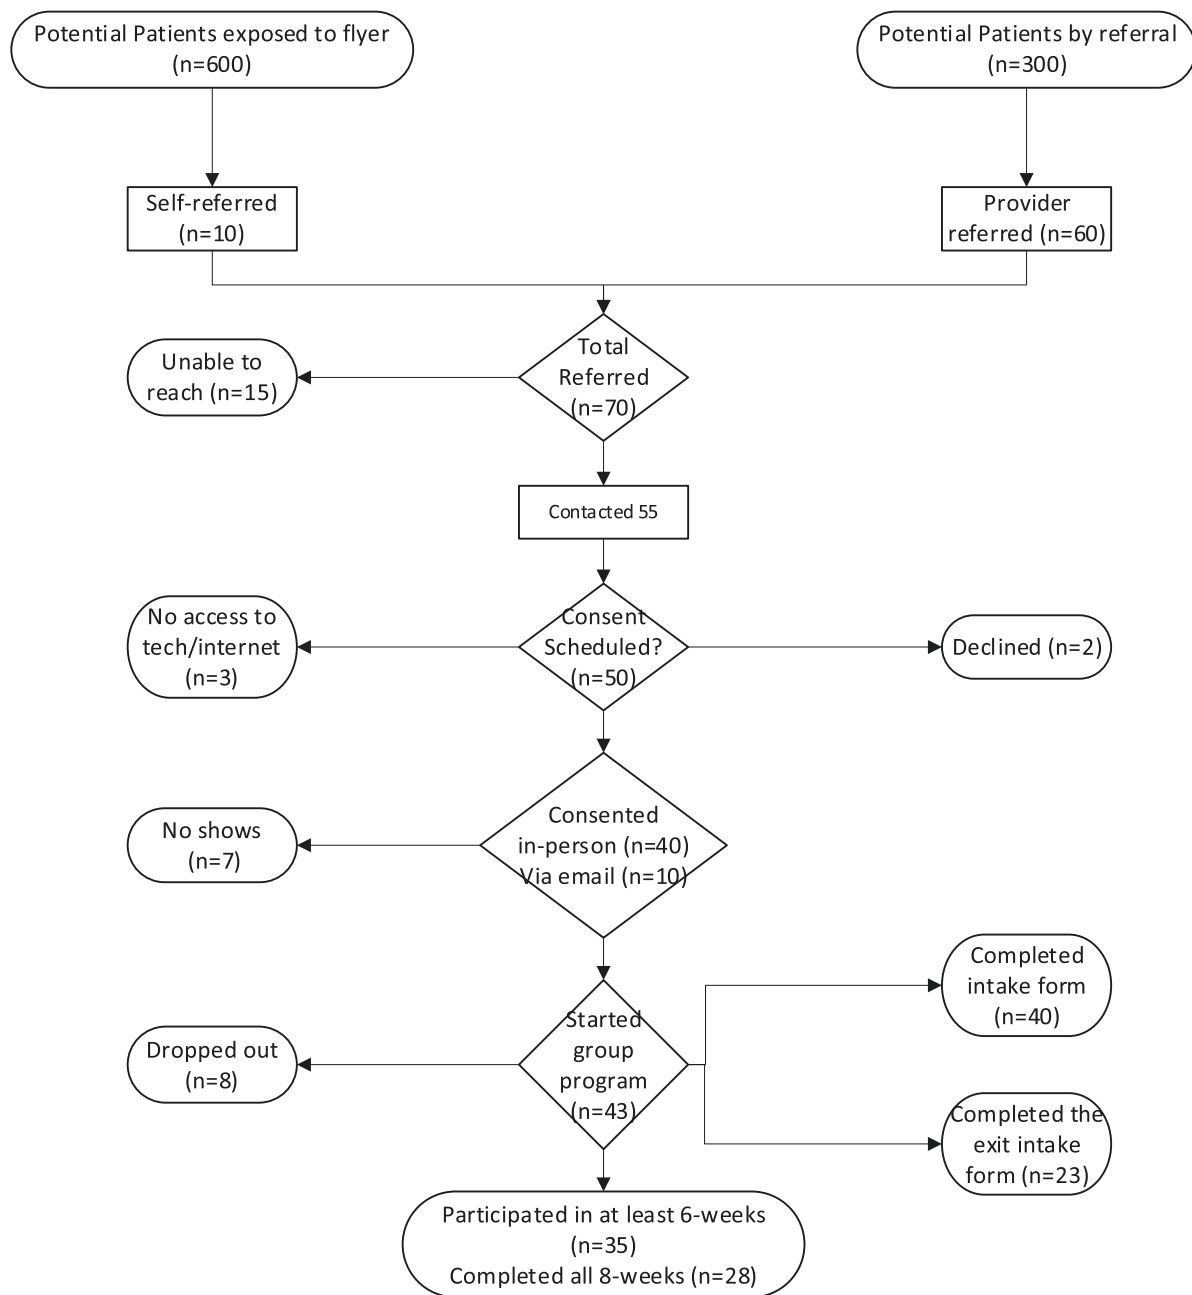 Potential Patients exposed to flyer
(n=600)
Potential Patients by referral
(n=300)
Self-referred
(n=10)
Provider
referred (n=60)
Total
Referred
(n=70)
Unable to
reach (n=15)
Contacted 55
Consent
Scheduled?
(n=50)
No access to
tech/internet
(n=3)
Declined (n=2)
Consented
in-person (n=40)
Via email (n=10)
No shows
(n=7)
Started
group
program
(n=43)
Completed
intake form
(n=40)
Dropped out
(n=8)
Completed the
exit intake
form (n=23)
Participated in at least 6-weeks
(n=35)
Completed all 8-weeks (n=28)